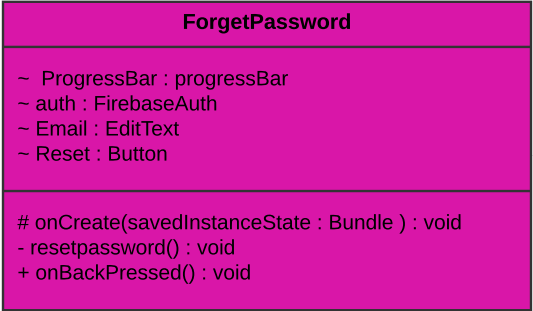 ForgetPassword
~  ProgressBar : progressBar
~ auth : FirebaseAuth
~ Email : EditText
~ Reset : Button
# onCreate(savedInstanceState : Bundle ) : void
- resetpassword() : void
+ onBackPressed() : void